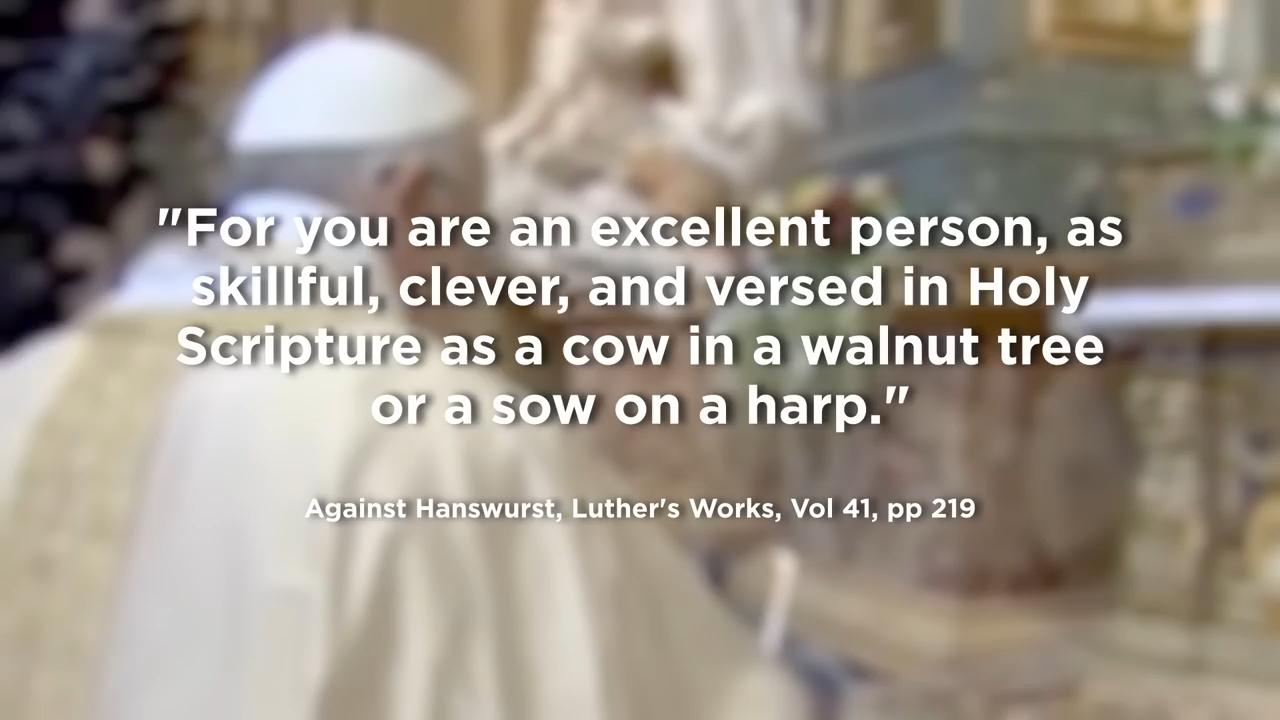 "For you are an excellent person, as
skillful, clever, and versed in Holy
Scripture as a cow in a walnut tree
or a sow on a harp."
Against Hanswurst, Luther's Works, Vol 41, pp 219